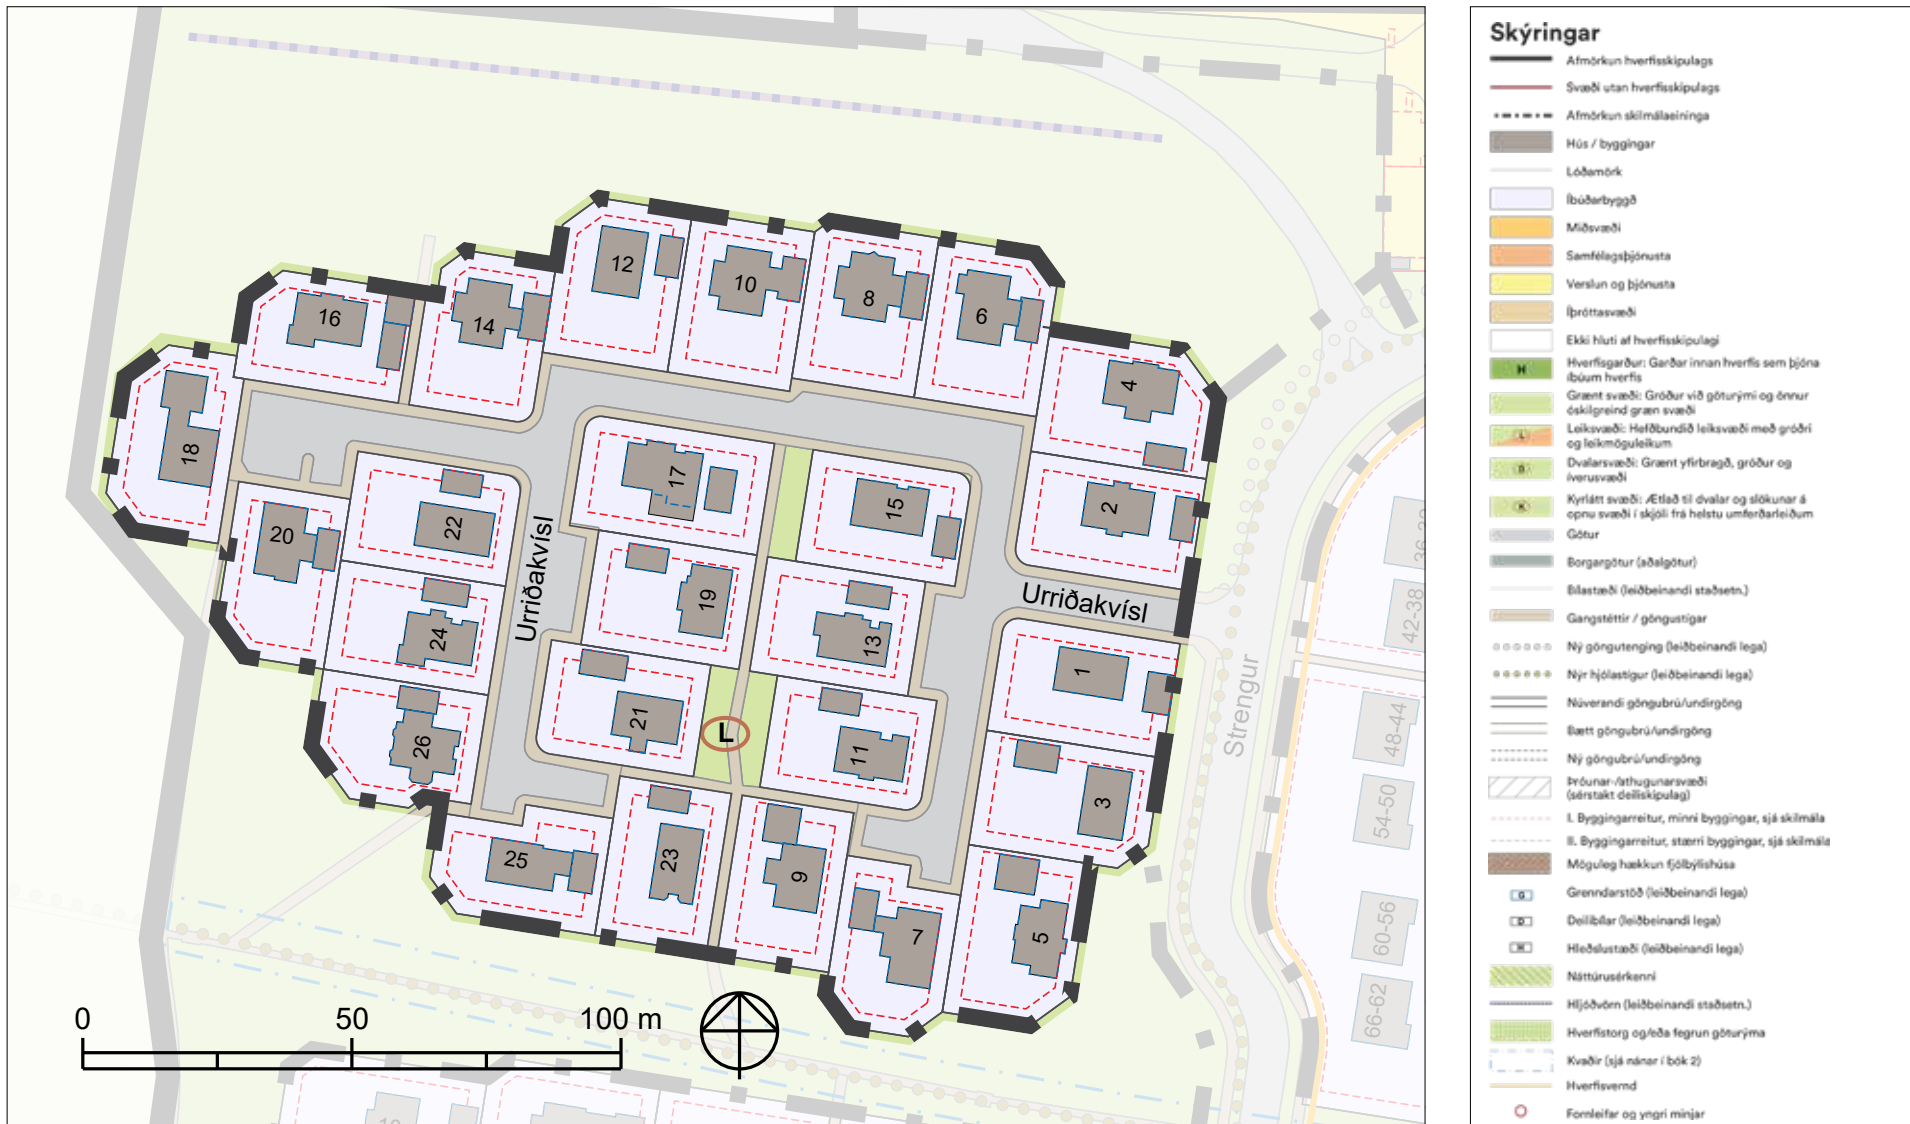 12
10
8
6
16
14
4
18
17
15
2
20
22
19
13
24
Urriðakvísl
Urriðakvísl
1
21
L
11
26
3
Strengur
25
23
9
7
5
42-38
48-44
54-50
60-56
66-62
0 50 100 m
Skýringar
Afmörkun hverfisskipulags
Svæði utan hverfisskipulags
Afmörkun skilmálaeininga
Hús / byggingar
Lóðamörk
Íbúðarbyggð
Miðsvæði
Samfélagsþjónusta
Verslun og þjónusta
Íþróttasvæði
Ekki hluti af hverfisskipulagi
H
Hverfisgarður: Garðar innan hverfis sem þjóna
íbúum hverfis
Grænt svæði: Gróður við göturými og önnur
óskilgreind græn svæði
L
Leiksvæði: Hefðbundið leiksvæði með gróðri
og leikmöguleikum
D
Dvalarsvæði: Grænt yfirbragð, gróður og
íverusvæði
K
Kyrlátt svæði: Ætlað til dvalar og slökunar á
opnu svæði í skjóli frá helstu umferðarleiðum
Götur
Borgargötur (aðalgötur)
Bílastæði (leiðbeinandi staðsetn.)
Gangstéttir / göngustígar
Ný göngutenging (leiðbeinandi lega)
Nýr hjólastígur (leiðbeinandi lega)
Núverandi göngubrú/undirgöng
Bætt göngubrú/undirgöng
Ný göngubrú/undirgöng
Þróunar-/athugunarsvæði
(sérstakt deiliskipulag)
I. Byggingarreitur, minni byggingar, sjá skilmála
II. Byggingarreitur, stærri byggingar, sjá skilmála
Möguleg hækkun fjölbýlishúsa
G
Grenndarstöð (leiðbeinandi lega)
D
Deilibílar (leiðbeinandi lega)
H
Hleðslustæði (leiðbeinandi lega)
Náttúrusérkenni
Hljóðvörn (leiðbeinandi staðsetn.)
Hverfistorg og/eða fegrun göturýma
Kvaðir (sjá nánar í bók 2)
Hverfisvernd
Fornleifar og yngri minjar